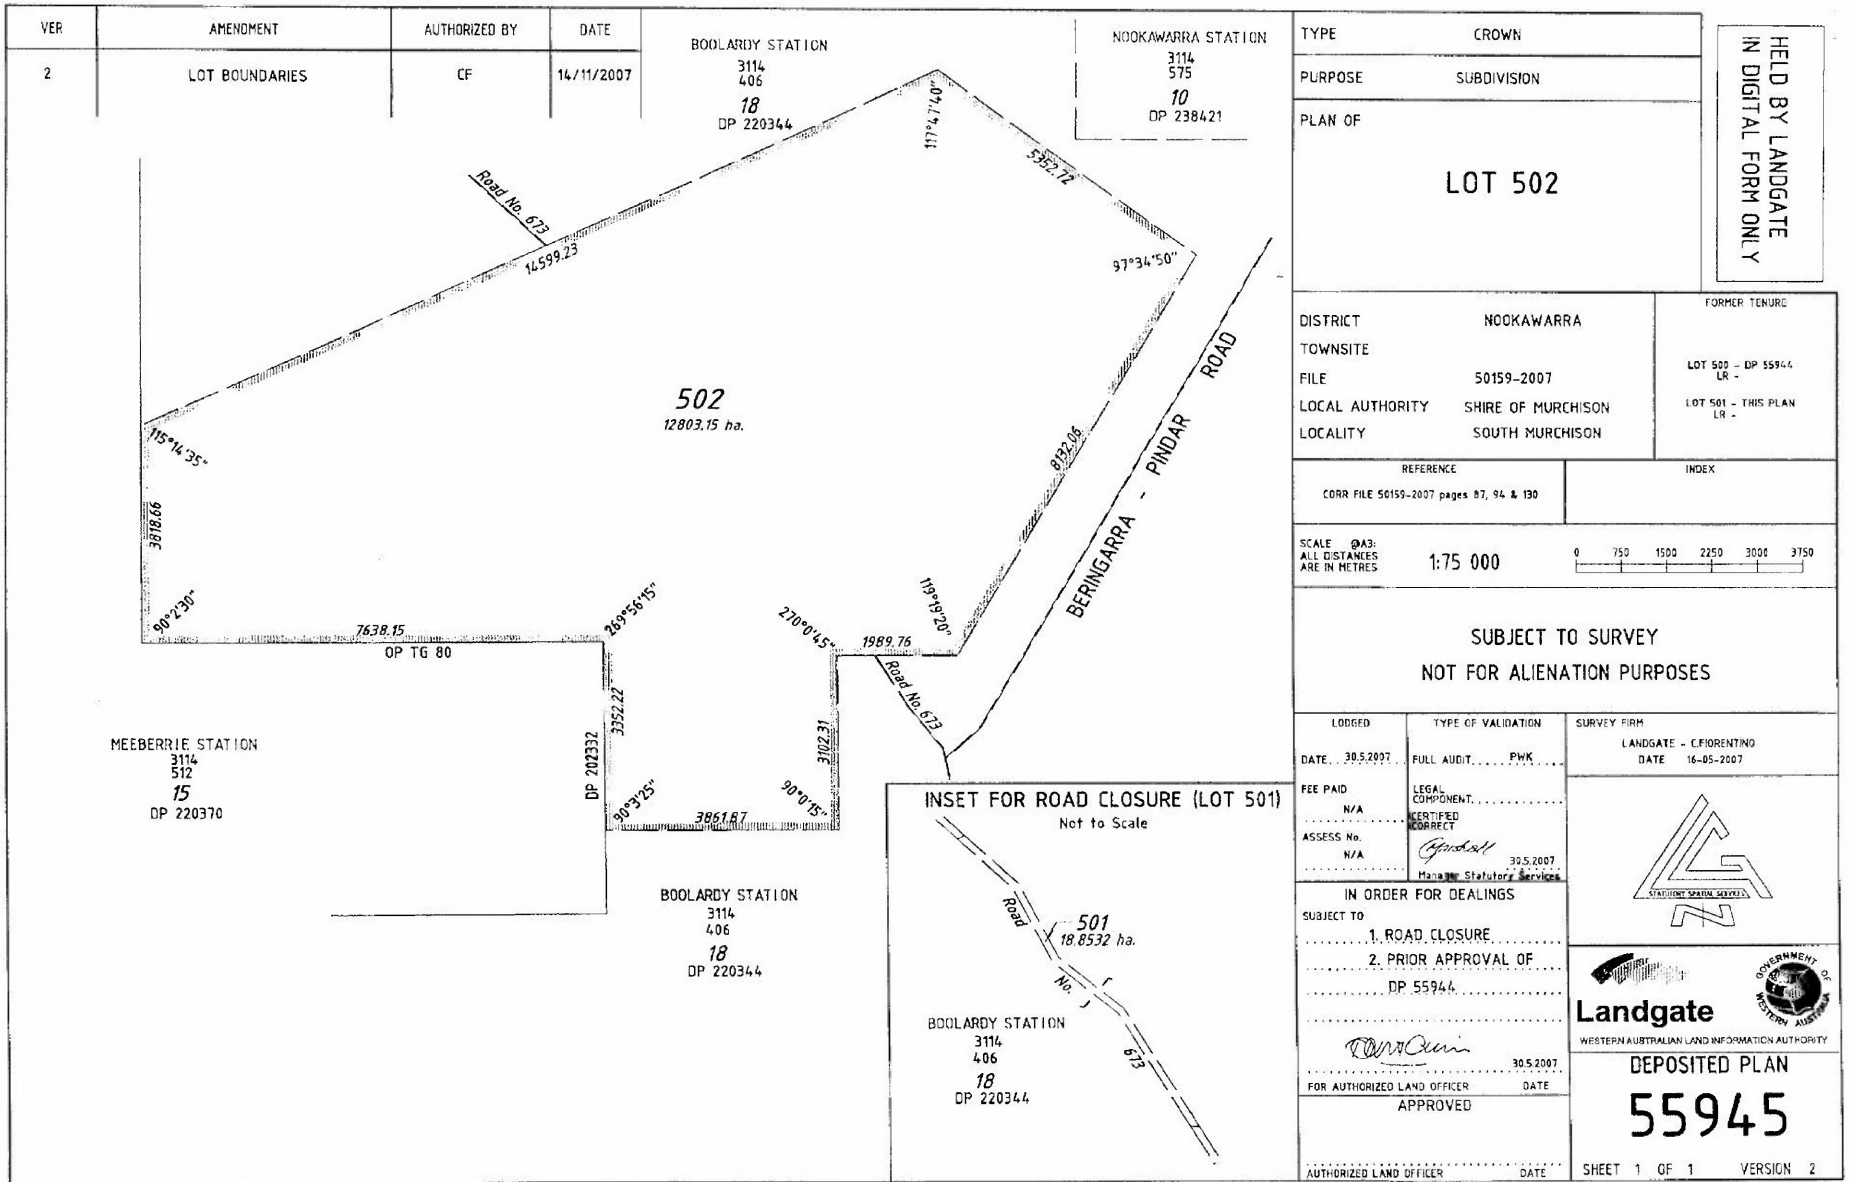 VER AMENDMENT AUTHORIZED BY DATE
2 LOT BOUNDARIES CF 14/11/2007
BOOLARDY STATION
3114
406
18
DP 220344
NOOKAWARRA STATION
3114
575
10
DP 238421
Road No. 673
14599.23
117°47'40"
5352.72
97°34'50"
502
12803.15 ha.
8132.06
BERINGARRA - PINDAR ROAD
115°14'35"
3818.66
90°2'30"
7638.15
OP TG 80
269°56'15"
270°0'45"
119°19'20"
1989.76
Road No. 673
3352.22
DP 202332
3102.31
90°3'25"
90°0'15"
3861.87
MEEBERRIE STATION
3114
512
15
DP 220370
BOOLARDY STATION
3114
406
18
DP 220344
INSET FOR ROAD CLOSURE (LOT 501)
Not to Scale
Road
501
18.8532 ha.
No.
673
BOOLARDY STATION
3114
406
18
DP 220344
TYPE CROWN
PURPOSE SUBDIVISION
PLAN OF
LOT 502
HELD BY LANDGATE
IN DIGITAL FORM ONLY
DISTRICT NOOKAWARRA
TOWNSITE
FILE 50159-2007
LOCAL AUTHORITY SHIRE OF MURCHISON
LOCALITY SOUTH MURCHISON
FORMER TENURE
LOT 500 - DP 55944
LR -
LOT 501 - THIS PLAN
LR -
REFERENCE
CORR FILE 50159-2007 pages 87, 94 & 130
INDEX
SCALE @A3:
ALL DISTANCES
ARE IN METRES
1:75 000
0 750 1500 2250 3000 3750
SUBJECT TO SURVEY
NOT FOR ALIENATION PURPOSES
LODGED
DATE 30.5.2007
FEE PAID
N/A
ASSESS No.
N/A
TYPE OF VALIDATION
FULL AUDIT PWK
LEGAL
COMPONENT
CERTIFIED
CORRECT
30.5.2007
Manager Statutory Services
SURVEY FIRM
LANDGATE - C.FIORENTINO
DATE 16-05-2007
IN ORDER FOR DEALINGS
SUBJECT TO
1. ROAD CLOSURE
2. PRIOR APPROVAL OF
DP 55944
30.5.2007
FOR AUTHORIZED LAND OFFICER DATE
APPROVED
AUTHORIZED LAND OFFICER DATE
STATUTORY SPATIAL SERVICES
Landgate
GOVERNMENT OF
WESTERN AUSTRALIA
WESTERN AUSTRALIAN LAND INFORMATION AUTHORITY
DEPOSITED PLAN
55945
SHEET 1 OF 1 VERSION 2